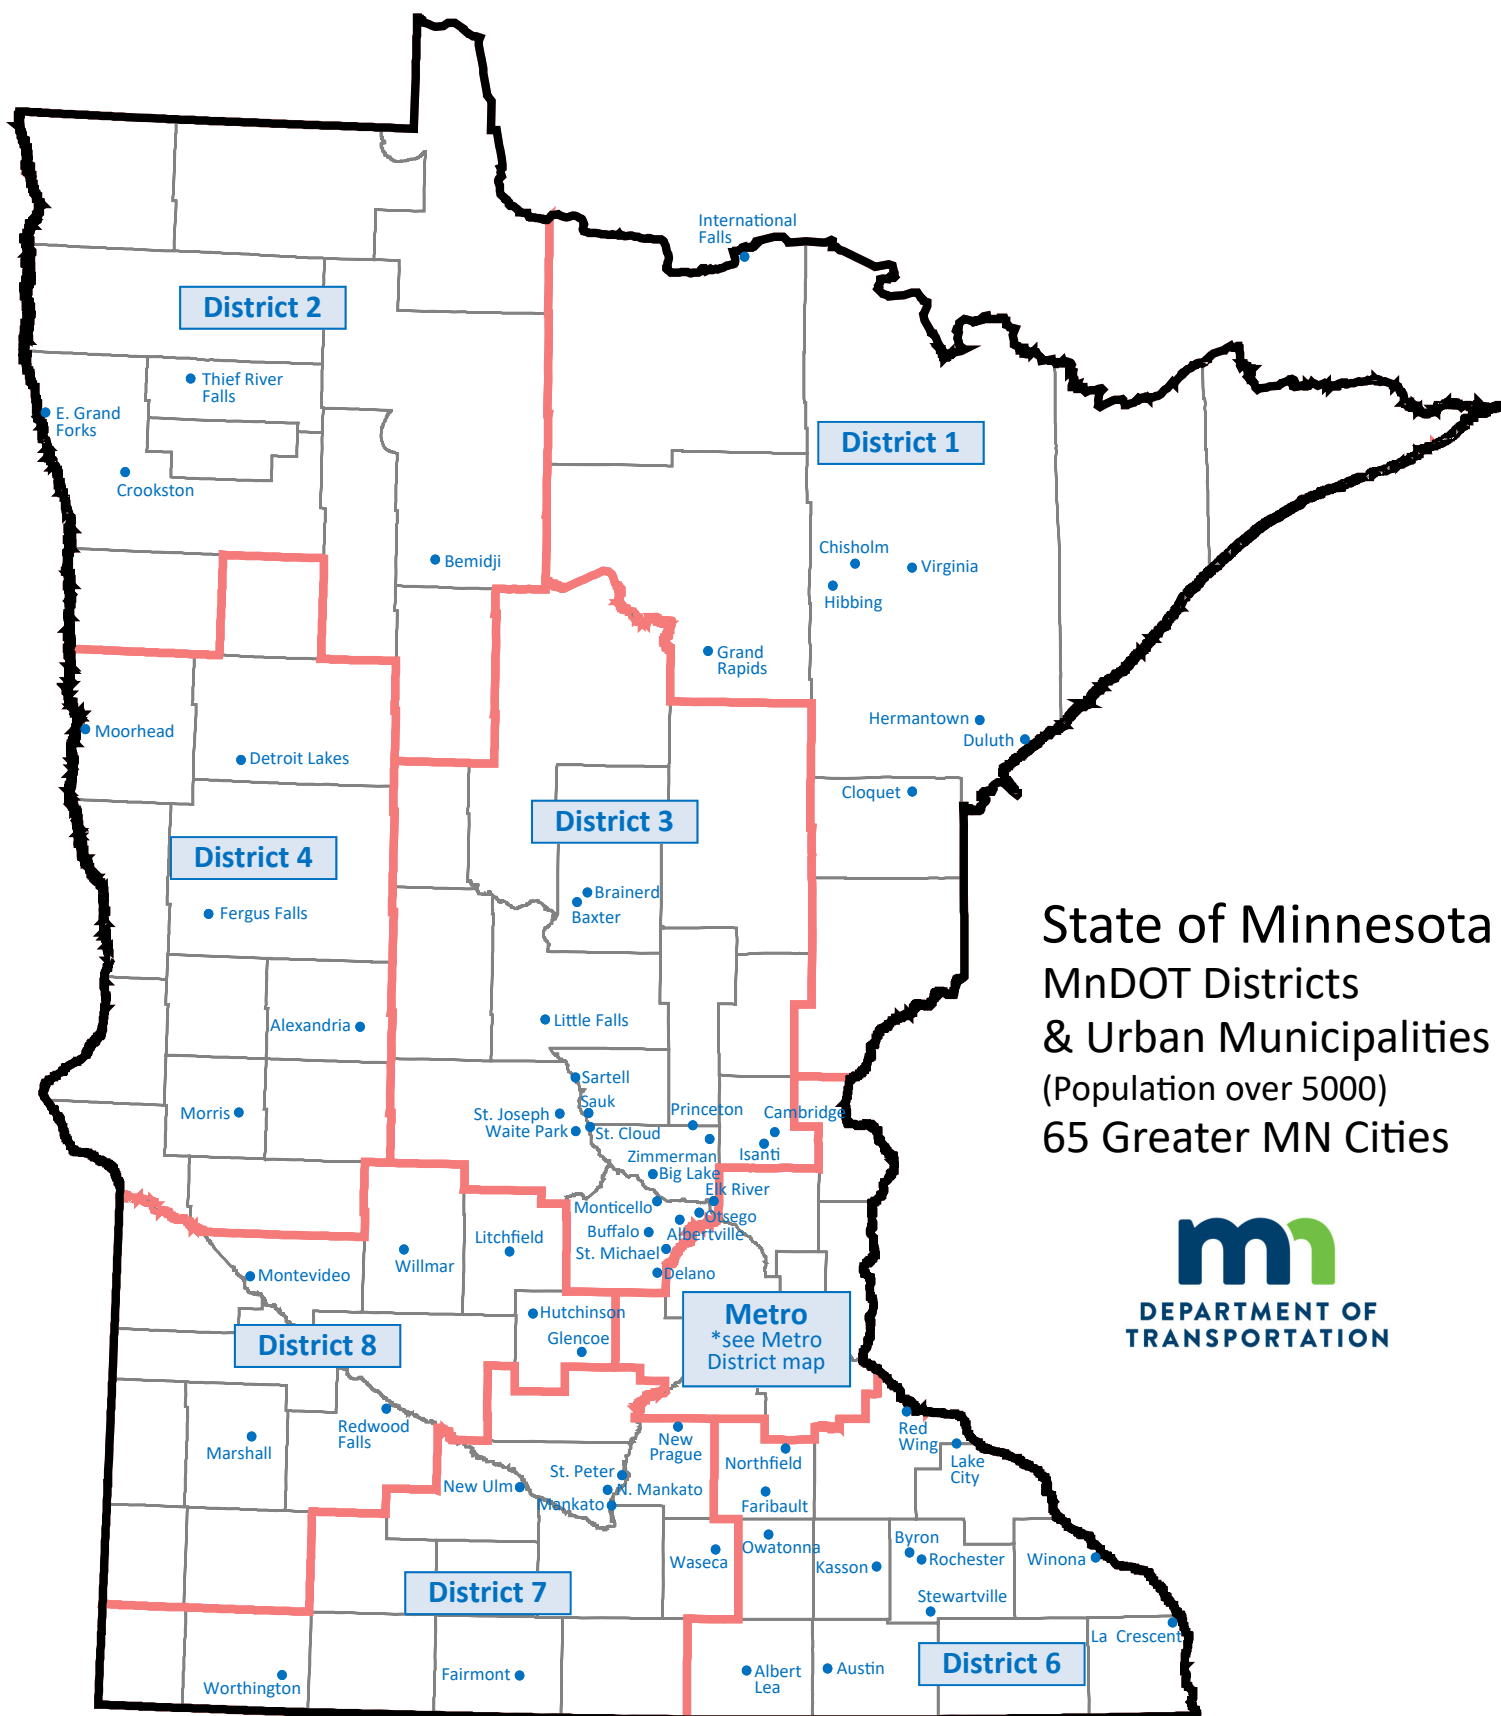 International
Falls
District 2
Thief River
Falls
E. Grand
Forks
District 1
Crookston
Chisholm
Virginia
Bemidji
Hibbing
Grand
Rapids
Hermantown
Moorhead
Duluth
Detroit Lakes
Cloquet
District 3
District 4
Brainerd
Baxter
Fergus Falls
State of Minnesota
MnDOT Districts
& Urban Municipalities
(Population over 5000)
65 Greater MN Cities
Little Falls
Alexandria
Sartell
Sauk
Morris
St. Joseph
Princeton
Cambridge
Waite Park
St. Cloud
Zimmerman
Isanti
Big Lake
Elk River
Monticello
Otsego
Buffalo
Albertville
Litchfield
St. Michael
Willmar
Delano
Montevideo
Hutchinson
Glencoe
Metro
*see Metro
District map
mn
DEPARTMENT OF
TRANSPORTATION
District 8
Redwood
Falls
Marshall
New
Prague
Red
Wing
Lake
City
Northfield
St. Peter
New Ulm
N. Mankato
Mankato
Faribault
Owatonna
Byron
Rochester
Winona
Waseca
Kasson
District 7
Stewartville
La Crescent
District 6
Worthington
Fairmont
Albert
Lea
Austin